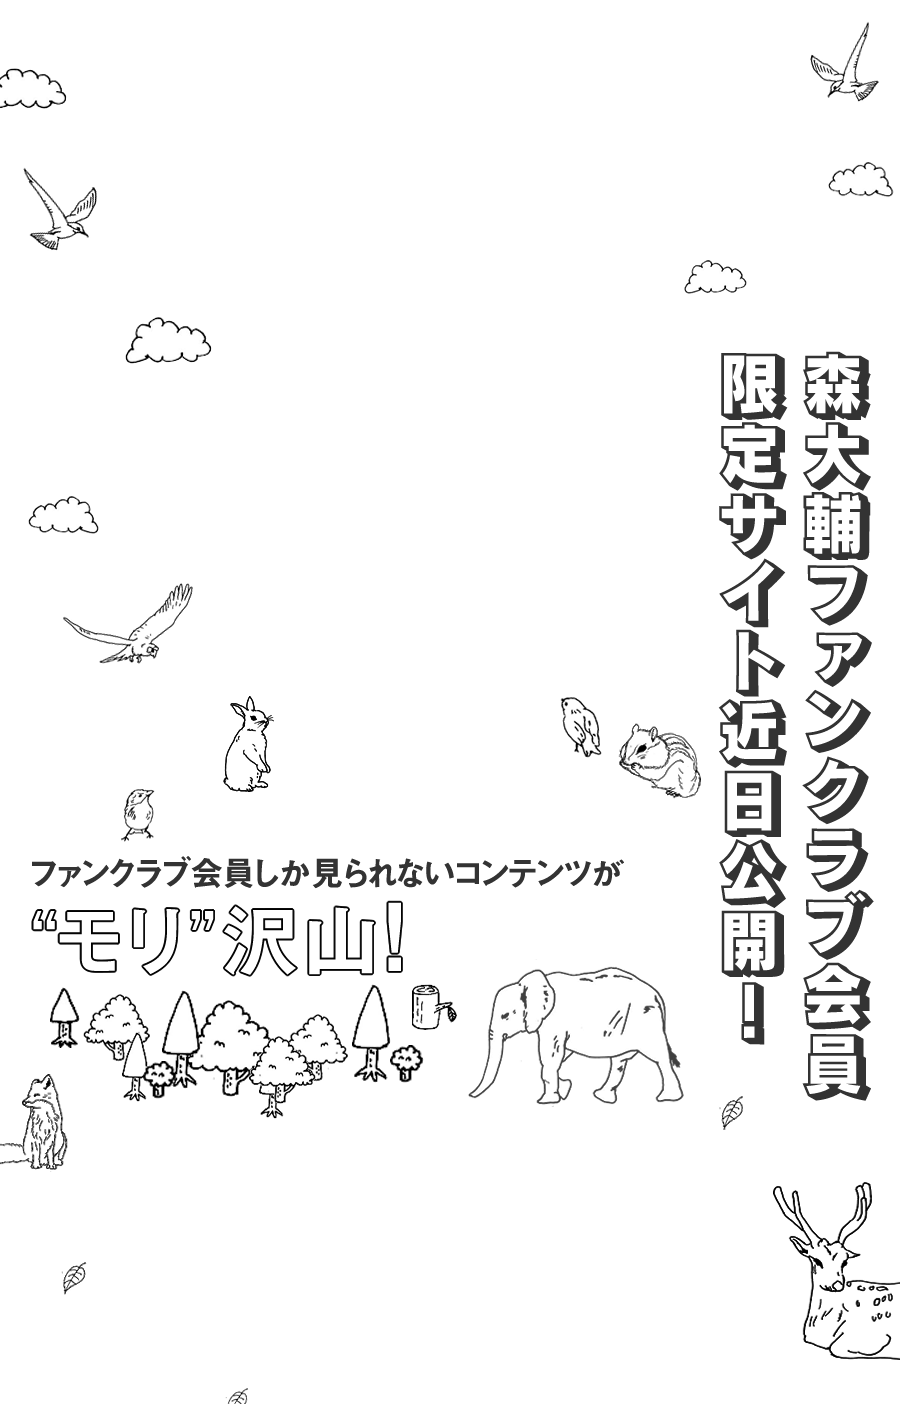 森大輔ファンクラブ会員
限定サイト近日公開！
ファンクラブ会員しか見られないコンテンツが
“モリ”沢山！